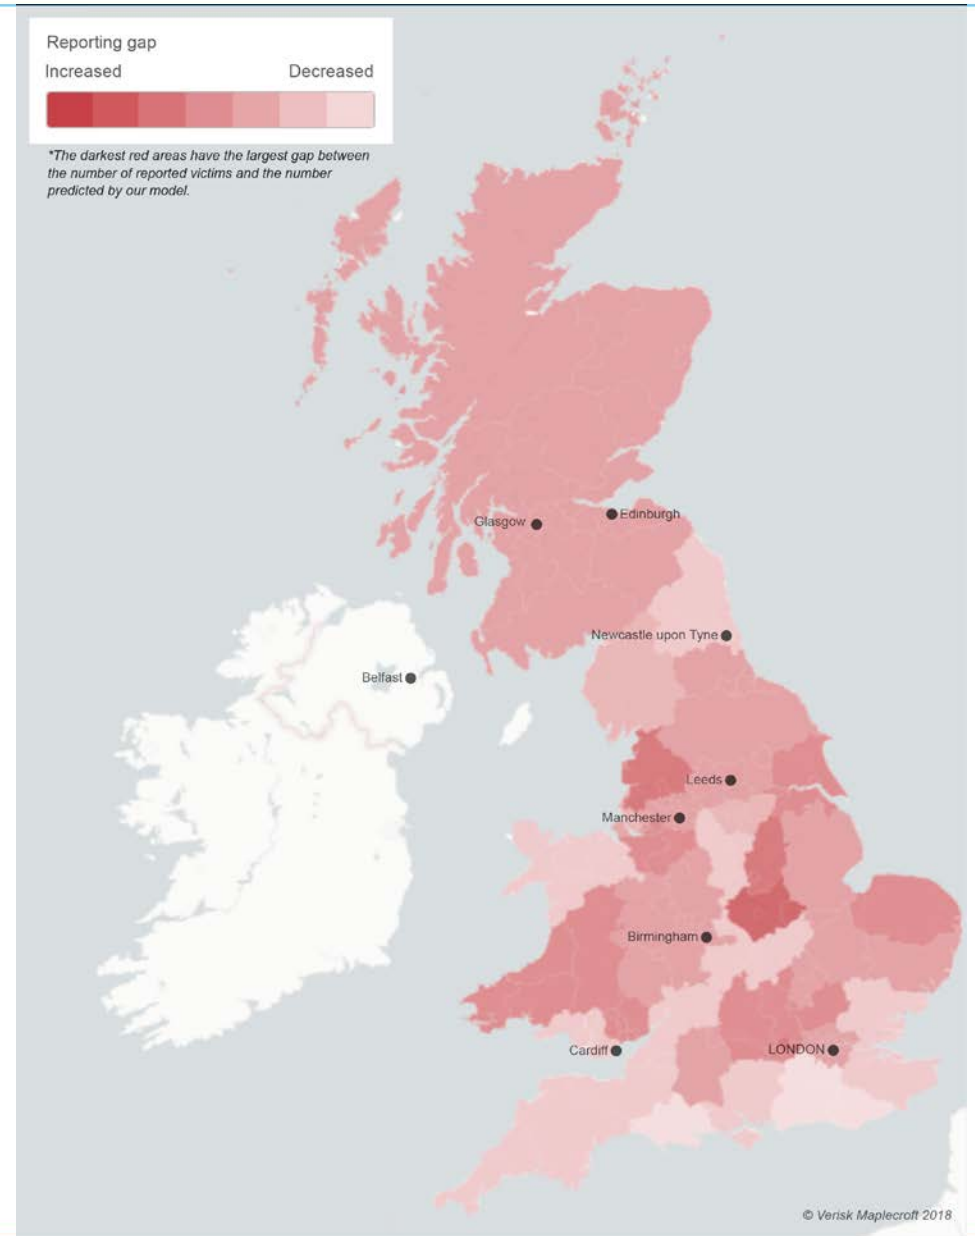 Reporting gap
Increased Decreased
*The darkest red areas have the largest gap between
the number of reported victims and the number
predicted by our model.
Glasgow
Edinburgh
Newcastle upon Tyne
Belfast
Leeds
Manchester
Birmingham
Cardiff
LONDON
© Verisk Maplecroft 2018